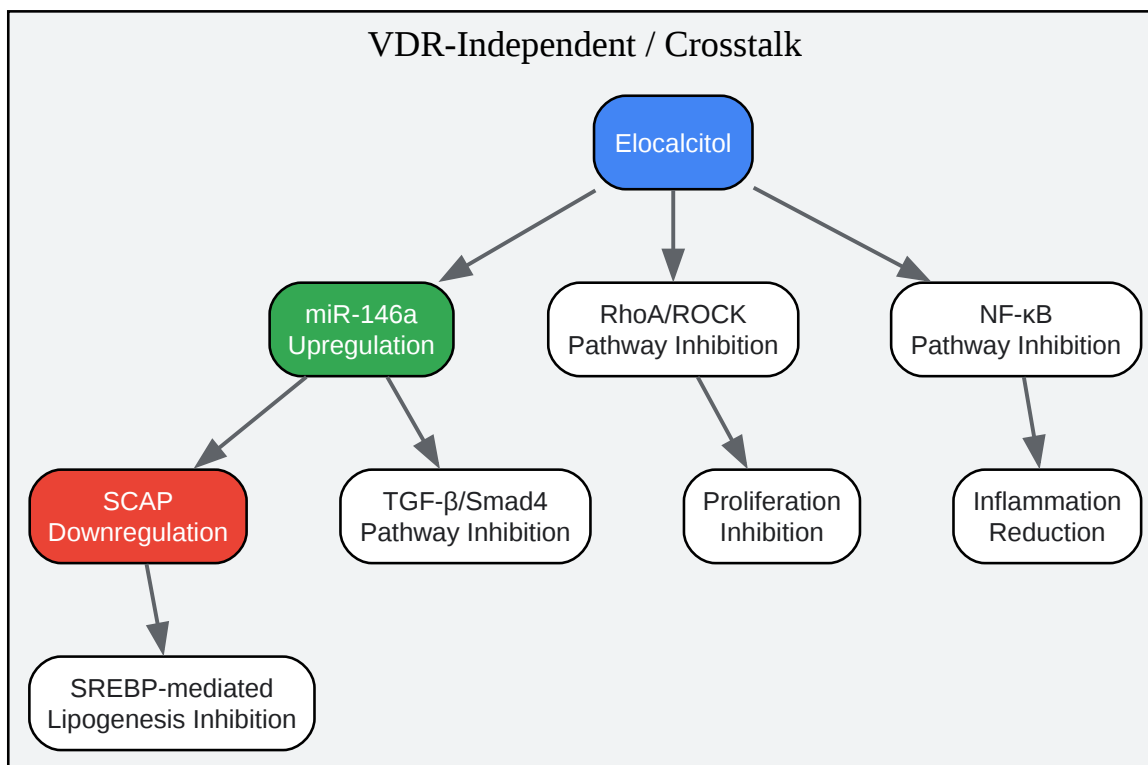 VDR-Independent / Crosstalk
Elocalcitol
miR-146a
Upregulation
RhoA/ROCK
Pathway Inhibition
NF-κB
Pathway Inhibition
SCAP
Downregulation
TGF-β/Smad4
Pathway Inhibition
Proliferation
Inhibition
Inflammation
Reduction
SREBP-mediated
Lipogenesis Inhibition